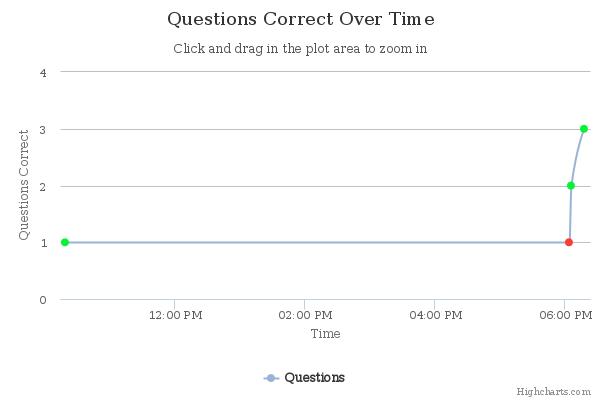 Questions Correct Over Time
Click and drag in the plot area to zoom in
Questions Correct
4
3
2
1
0
12:00 PM
02:00 PM
04:00 PM
06:00 PM
Time
Questions
Highcharts.com